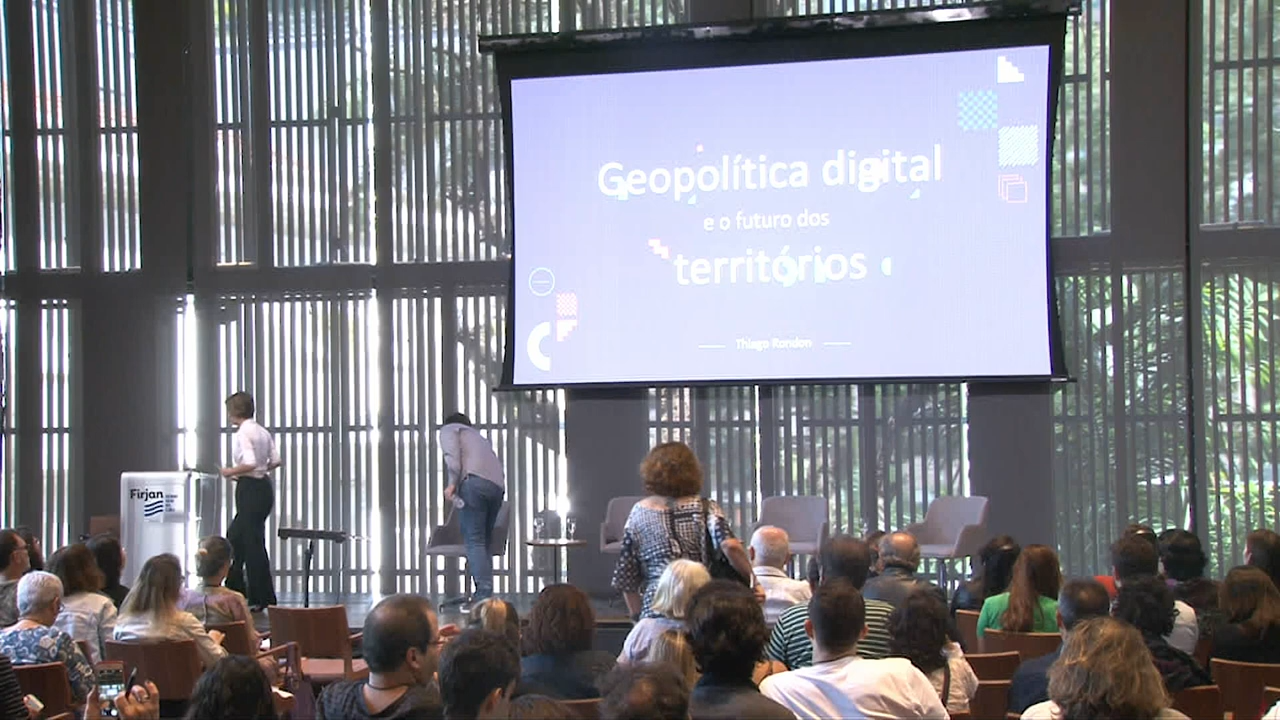 Geopolítica digital
e o futuro dos
territórios
Thiago Rondon
Firjan